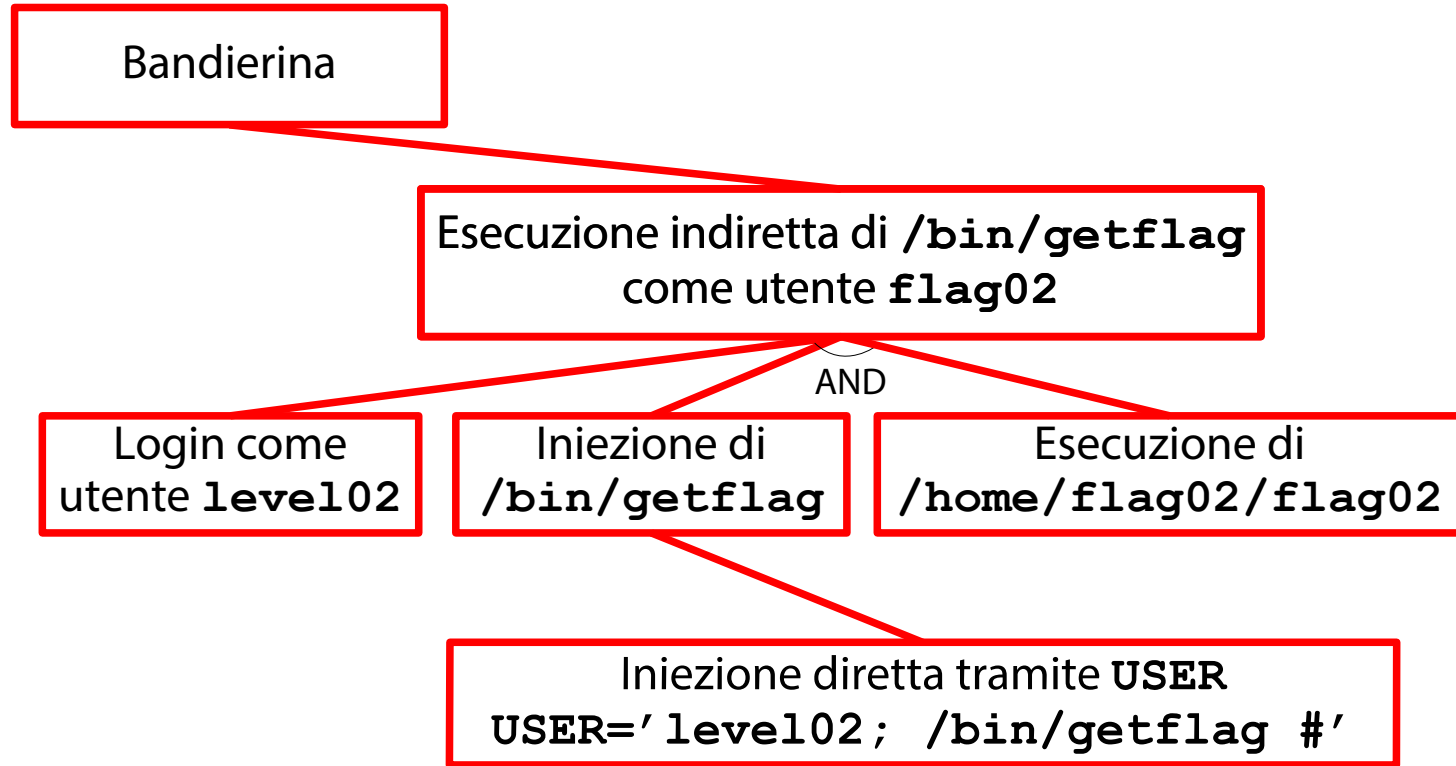 Bandierina
Esecuzione indiretta di /bin/getflag
come utente flag02
AND
Login come
utente level02
Iniezione di
/bin/getflag
Esecuzione di
/home/flag02/flag02
Iniezione diretta tramite USER
USER=’level02; /bin/getflag #’